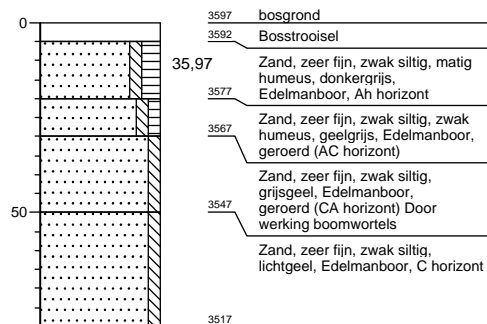 0
50
35,97
3597 bosgrond
3592 Bosstrooisel
Zand, zeer fijn, zwak siltig, matig
humeus, donkergrijs,
Edelmanboor, Ah horizont
3577
Zand, zeer fijn, zwak siltig, zwak
humeus, geelgrijs, Edelmanboor,
geroerd (AC horizont)
3567
Zand, zeer fijn, zwak siltig,
grijsgeel, Edelmanboor,
geroerd (CA horizont) Door
werking boomwortels
3547
Zand, zeer fijn, zwak siltig,
lichtgeel, Edelmanboor, C horizont
3517